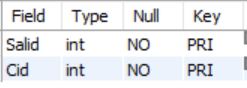 Field Type Null Key
Salid int NO PRI
Cid int NO PRI